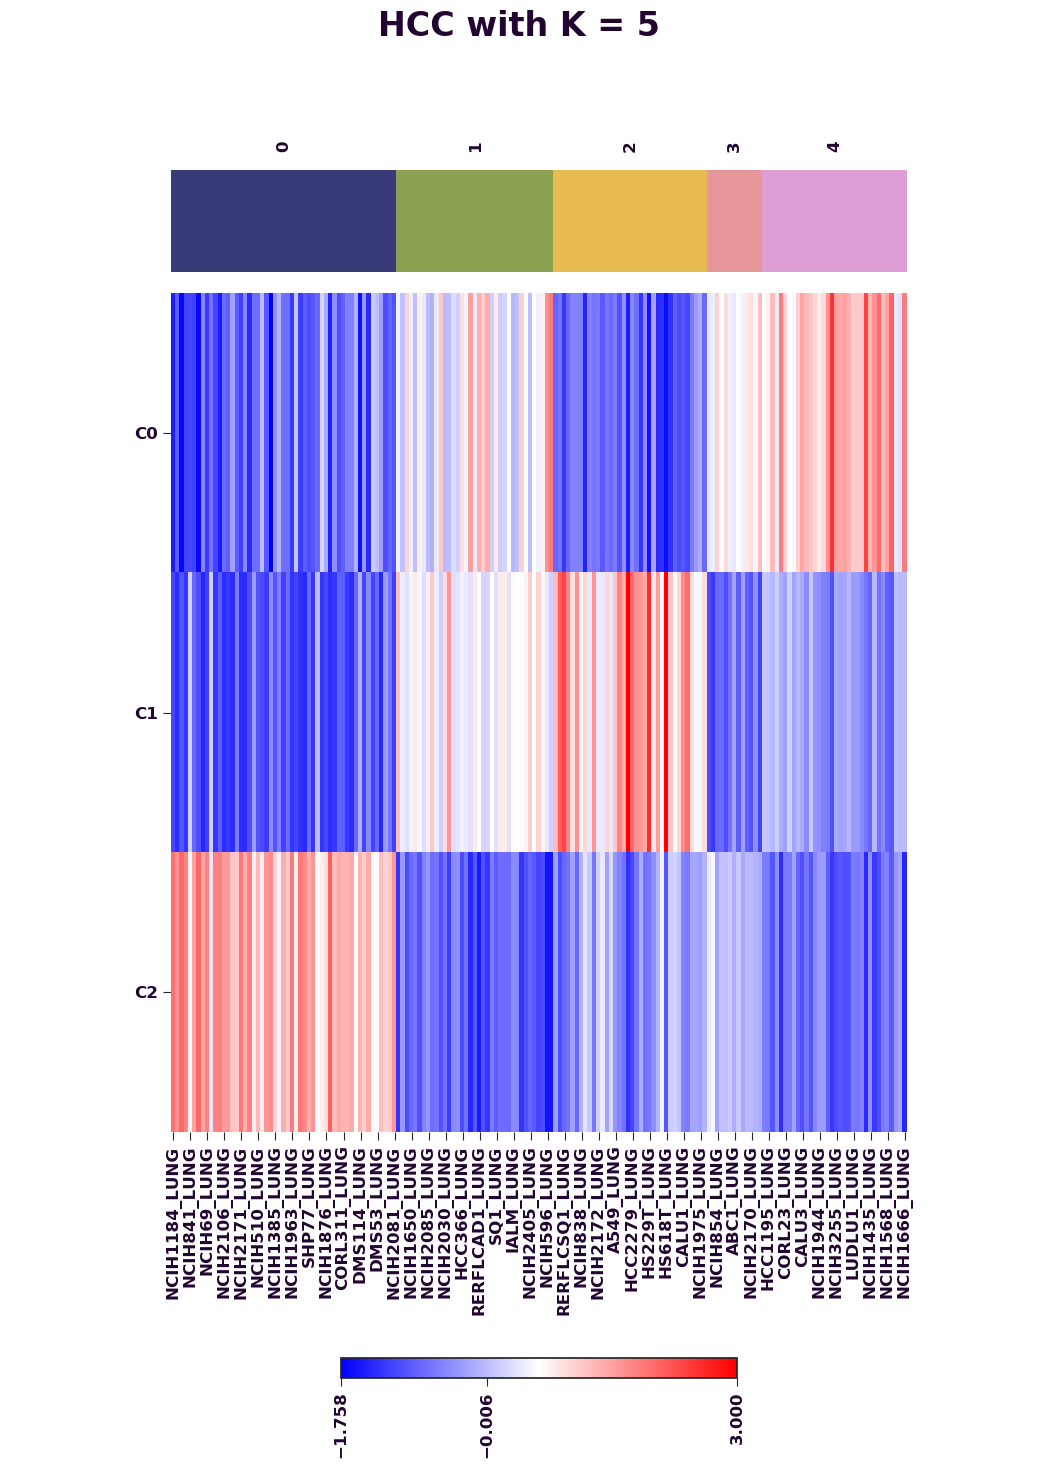 HCC with K = 5
0
1
2
3
4
C0
C1
C2
NCIH1184_LUNG
NCIH841_LUNG
NCIH69_LUNG
NCIH2106_LUNG
NCIH2171_LUNG
NCIH510_LUNG
NCIH1385_LUNG
NCIH1963_LUNG
SHP77_LUNG
NCIH1876_LUNG
CORL311_LUNG
DMS114_LUNG
DMS53_LUNG
NCIH2081_LUNG
NCIH1650_LUNG
NCIH2085_LUNG
NCIH2030_LUNG
HCC366_LUNG
RERFLCAD1_LUNG
SQ1_LUNG
IALM_LUNG
NCIH2405_LUNG
NCIH596_LUNG
RERFLCSQ1_LUNG
NCIH838_LUNG
NCIH2172_LUNG
A549_LUNG
HCC2279_LUNG
HS229T_LUNG
HS618T_LUNG
CALU1_LUNG
NCIH1975_LUNG
NCIH854_LUNG
ABC1_LUNG
NCIH2170_LUNG
HCC1195_LUNG
CORL23_LUNG
CALU3_LUNG
NCIH1944_LUNG
NCIH3255_LUNG
LUDLU1_LUNG
NCIH1435_LUNG
NCIH1568_LUNG
NCIH1666_LUNG
−1.758
−0.006
3.000